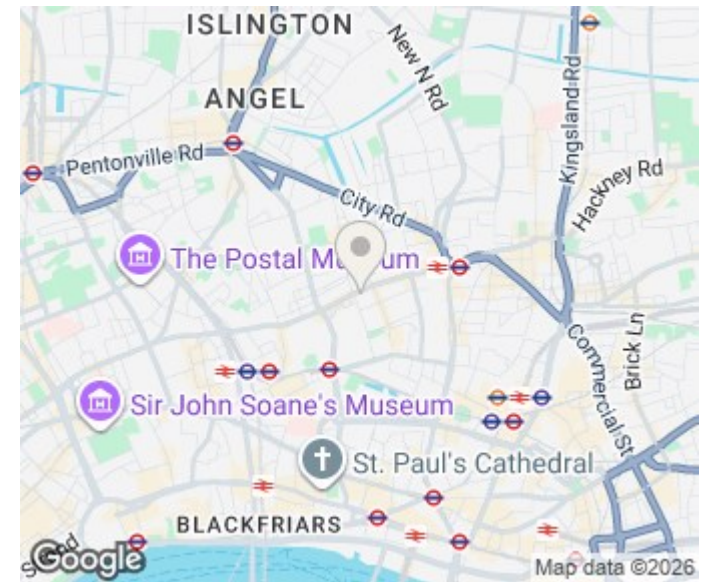 ISLINGTON
New N Rd
ANGEL
Kingsland Rd
Pentonville Rd
Hackney Rd
City Rd
The Postal Museum
Commercial St
Brick Ln
Sir John Soane's Museum
St. Paul's Cathedral
BLACKFRIARS
Strand
Google
Map data ©2026